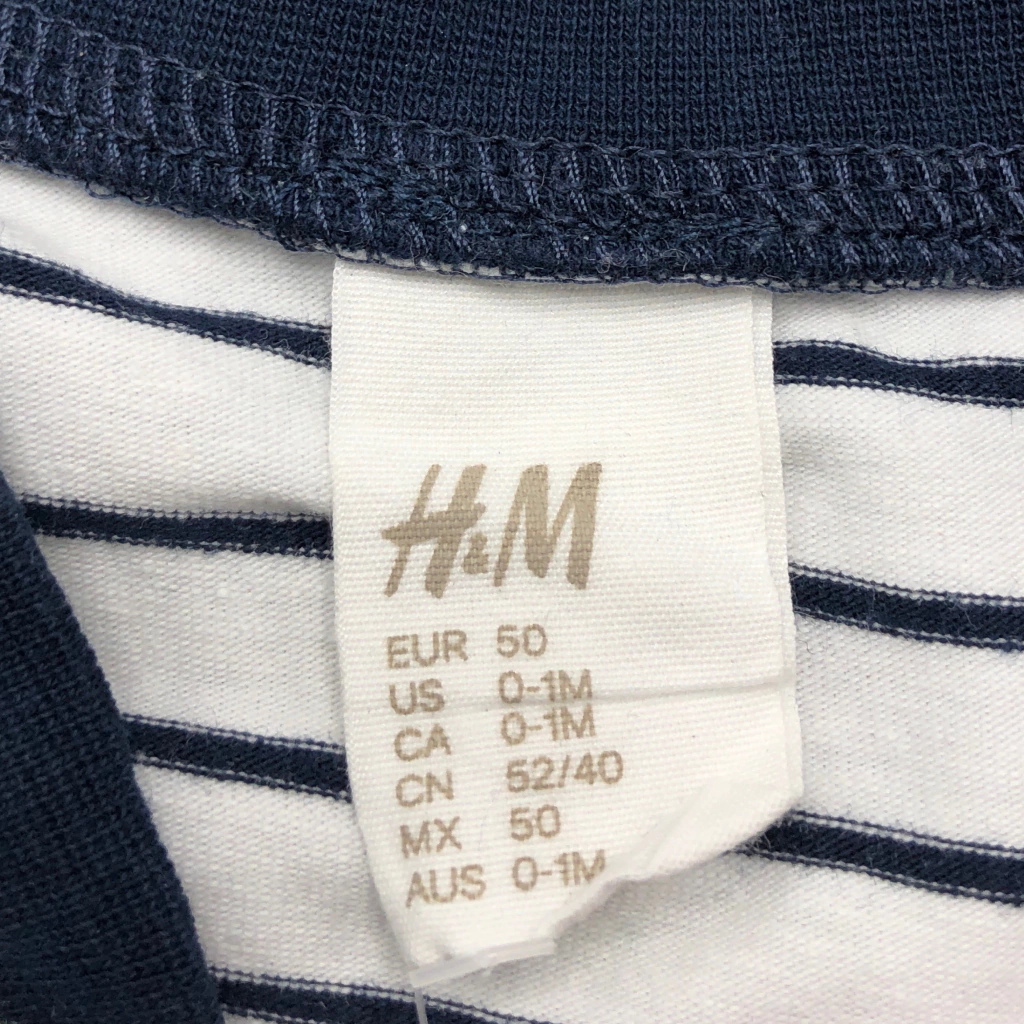 H&M
EUR 50
US 0-1M
CA 0-1M
CN 52/40
MX 50
AUS 0-1M